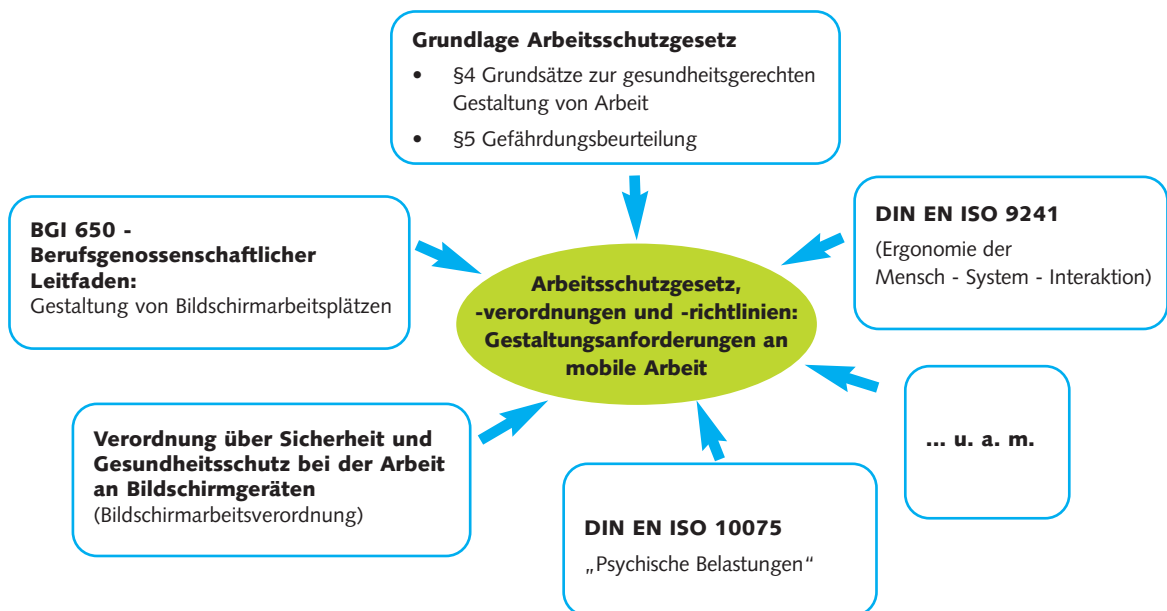 Grundlage Arbeitsschutzgesetz
• §4 Grundsätze zur gesundheitsgerechten
Gestaltung von Arbeit
• §5 Gefährdungsbeurteilung
BGI 650 -
Berufsgenossenschaftlicher
Leitfaden:
Gestaltung von Bildschirmarbeitsplätzen
DIN EN ISO 9241
(Ergonomie der
Mensch - System - Interaktion)
Arbeitsschutzgesetz,
-verordnungen und -richtlinien:
Gestaltungsanforderungen an
mobile Arbeit
Verordnung über Sicherheit und
Gesundheitsschutz bei der Arbeit
an Bildschirmgeräten
(Bildschirmarbeitsverordnung)
DIN EN ISO 10075
„Psychische Belastungen“
... u. a. m.